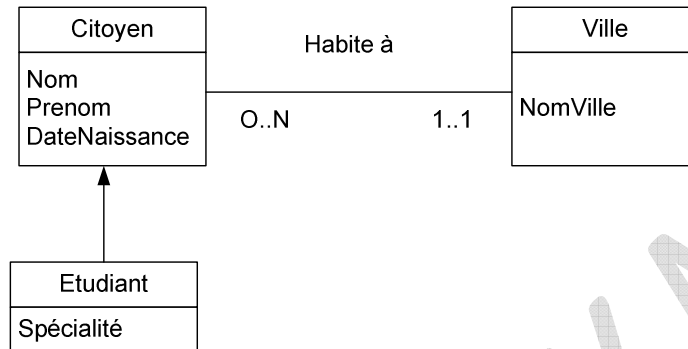 Citoyen
Nom
Prenom
DateNaissance
Habite à
O..N
1..1
Ville
NomVille
Etudiant
Spécialité